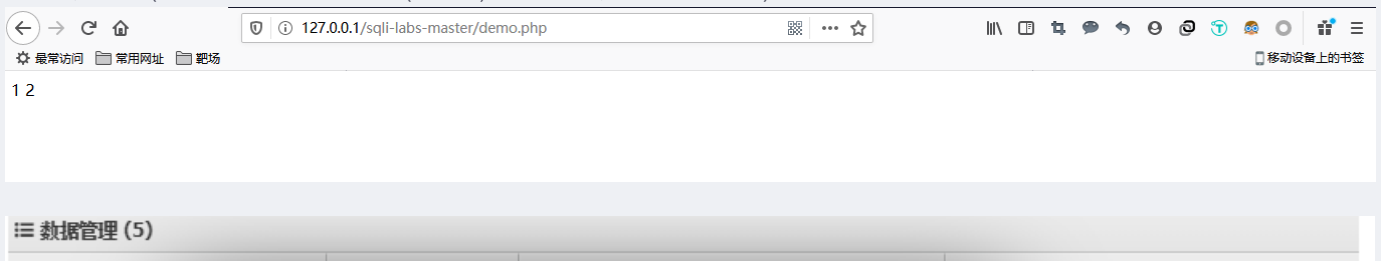 127.0.0.1/sqli-labs-master/demo.php
最常访问 常用网址 靶场 移动设备上的书签
1 2
数据管理 (5)